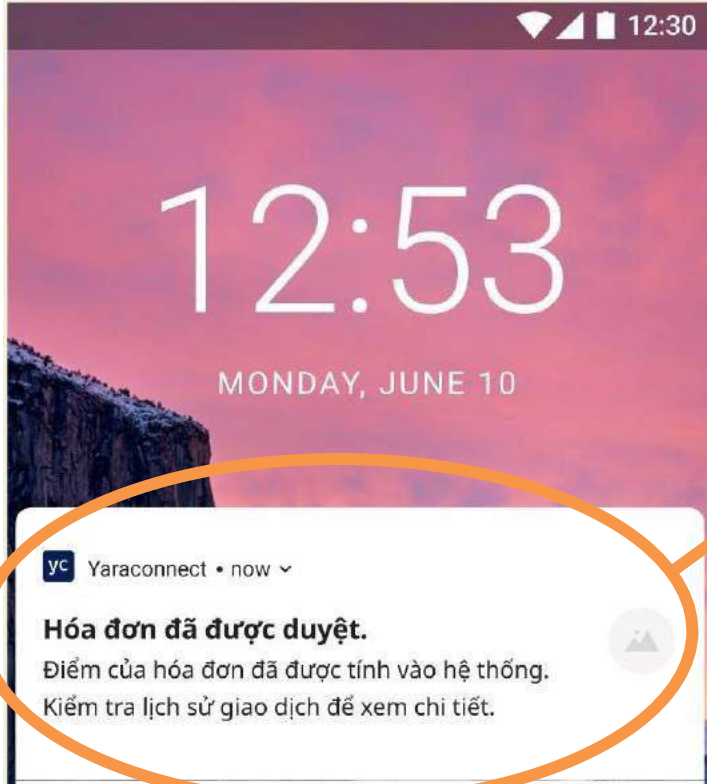 12:30
12:53
MONDAY, JUNE 10
yc Yaraconnect • now
Hóa đơn đã được duyệt.
Điểm của hóa đơn đã được tính vào hệ thống.
Kiểm tra lịch sử giao dịch để xem chi tiết.